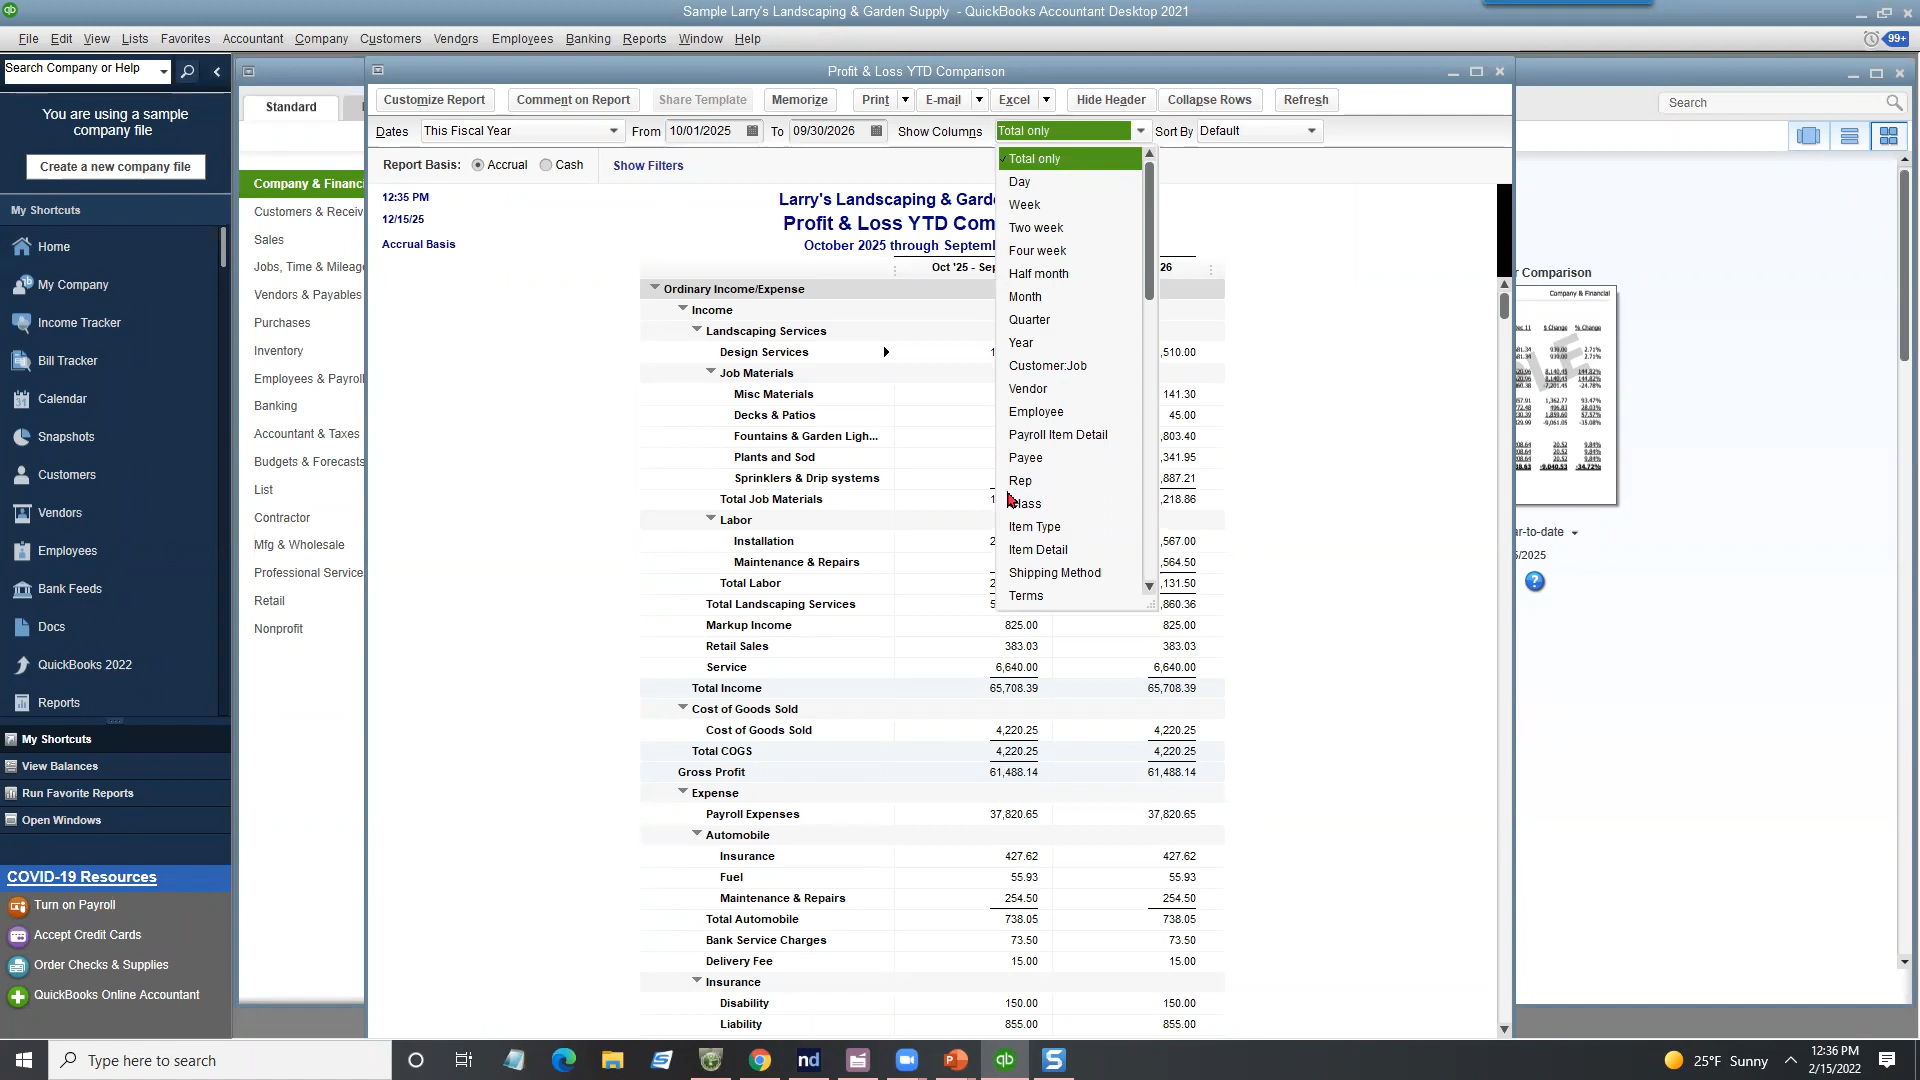 Sample Larry's Landscaping & Garden Supply - QuickBooks Accountant Desktop 2021
File Edit View Lists Favorites Accountant Company Customers Vendors Employees Banking Reports Window Help
99+
Search Company or Help
You are using a sample
company file
Create a new company file
My Shortcuts
Home
My Company
Income Tracker
Bill Tracker
Calendar
Snapshots
Customers
Vendors
Employees
Bank Feeds
Docs
QuickBooks 2022
Reports
My Shortcuts
View Balances
Run Favorite Reports
Open Windows
COVID-19 Resources
Turn on Payroll
Accept Credit Cards
Order Checks & Supplies
QuickBooks Online Accountant
Standard
Company & Financi
Customers & Receiv
Sales
Jobs, Time & Mileag
Vendors & Payables
Purchases
Inventory
Employees & Payroll
Banking
Accountant & Taxes
Budgets & Forecasts
List
Contractor
Mfg & Wholesale
Professional Service
Retail
Nonprofit
Profit & Loss YTD Comparison
Customize Report Comment on Report Share Template Memorize Print E-mail Excel Hide Header Collapse Rows Refresh
Dates This Fiscal Year From 10/01/2025 To 09/30/2026 Show Columns Total only Sort By Default
Report Basis: Accrual Cash Show Filters
12:35 PM
12/15/25
Accrual Basis
Larry's Landscaping & Gard
Profit & Loss YTD Com
October 2025 through Septem
Oct '25 - Sep 26
Ordinary Income/Expense
Income
Landscaping Services
Design Services 1 ,510.00
Job Materials
Misc Materials 141.30
Decks & Patios 45.00
Fountains & Garden Ligh... ,803.40
Plants and Sod ,341.95
Sprinklers & Drip systems ,887.21
Total Job Materials 1 ,218.86
Labor
Installation 2 ,567.00
Maintenance & Repairs ,564.50
Total Labor 2 ,131.50
Total Landscaping Services 5 ,860.36
Markup Income 825.00 825.00
Retail Sales 383.03 383.03
Service 6,640.00 6,640.00
Total Income 65,708.39 65,708.39
Cost of Goods Sold
Cost of Goods Sold 4,220.25 4,220.25
Total COGS 4,220.25 4,220.25
Gross Profit 61,488.14 61,488.14
Expense
Payroll Expenses 37,820.65 37,820.65
Automobile
Insurance 427.62 427.62
Fuel 55.93 55.93
Maintenance & Repairs 254.50 254.50
Total Automobile 738.05 738.05
Bank Service Charges 73.50 73.50
Delivery Fee 15.00 15.00
Insurance
Disability 150.00 150.00
Liability 855.00 855.00
Total only
Day
Week
Two week
Four week
Half month
Month
Quarter
Year
Customer:Job
Vendor
Employee
Payroll Item Detail
Payee
Rep
lass
Item Type
Item Detail
Shipping Method
Terms
Search
r Comparison
Company & Financial
$ Change % Change
ar-to-date
5/2025
Type here to search
nd
qb
25°F Sunny
12:36 PM
2/15/2022